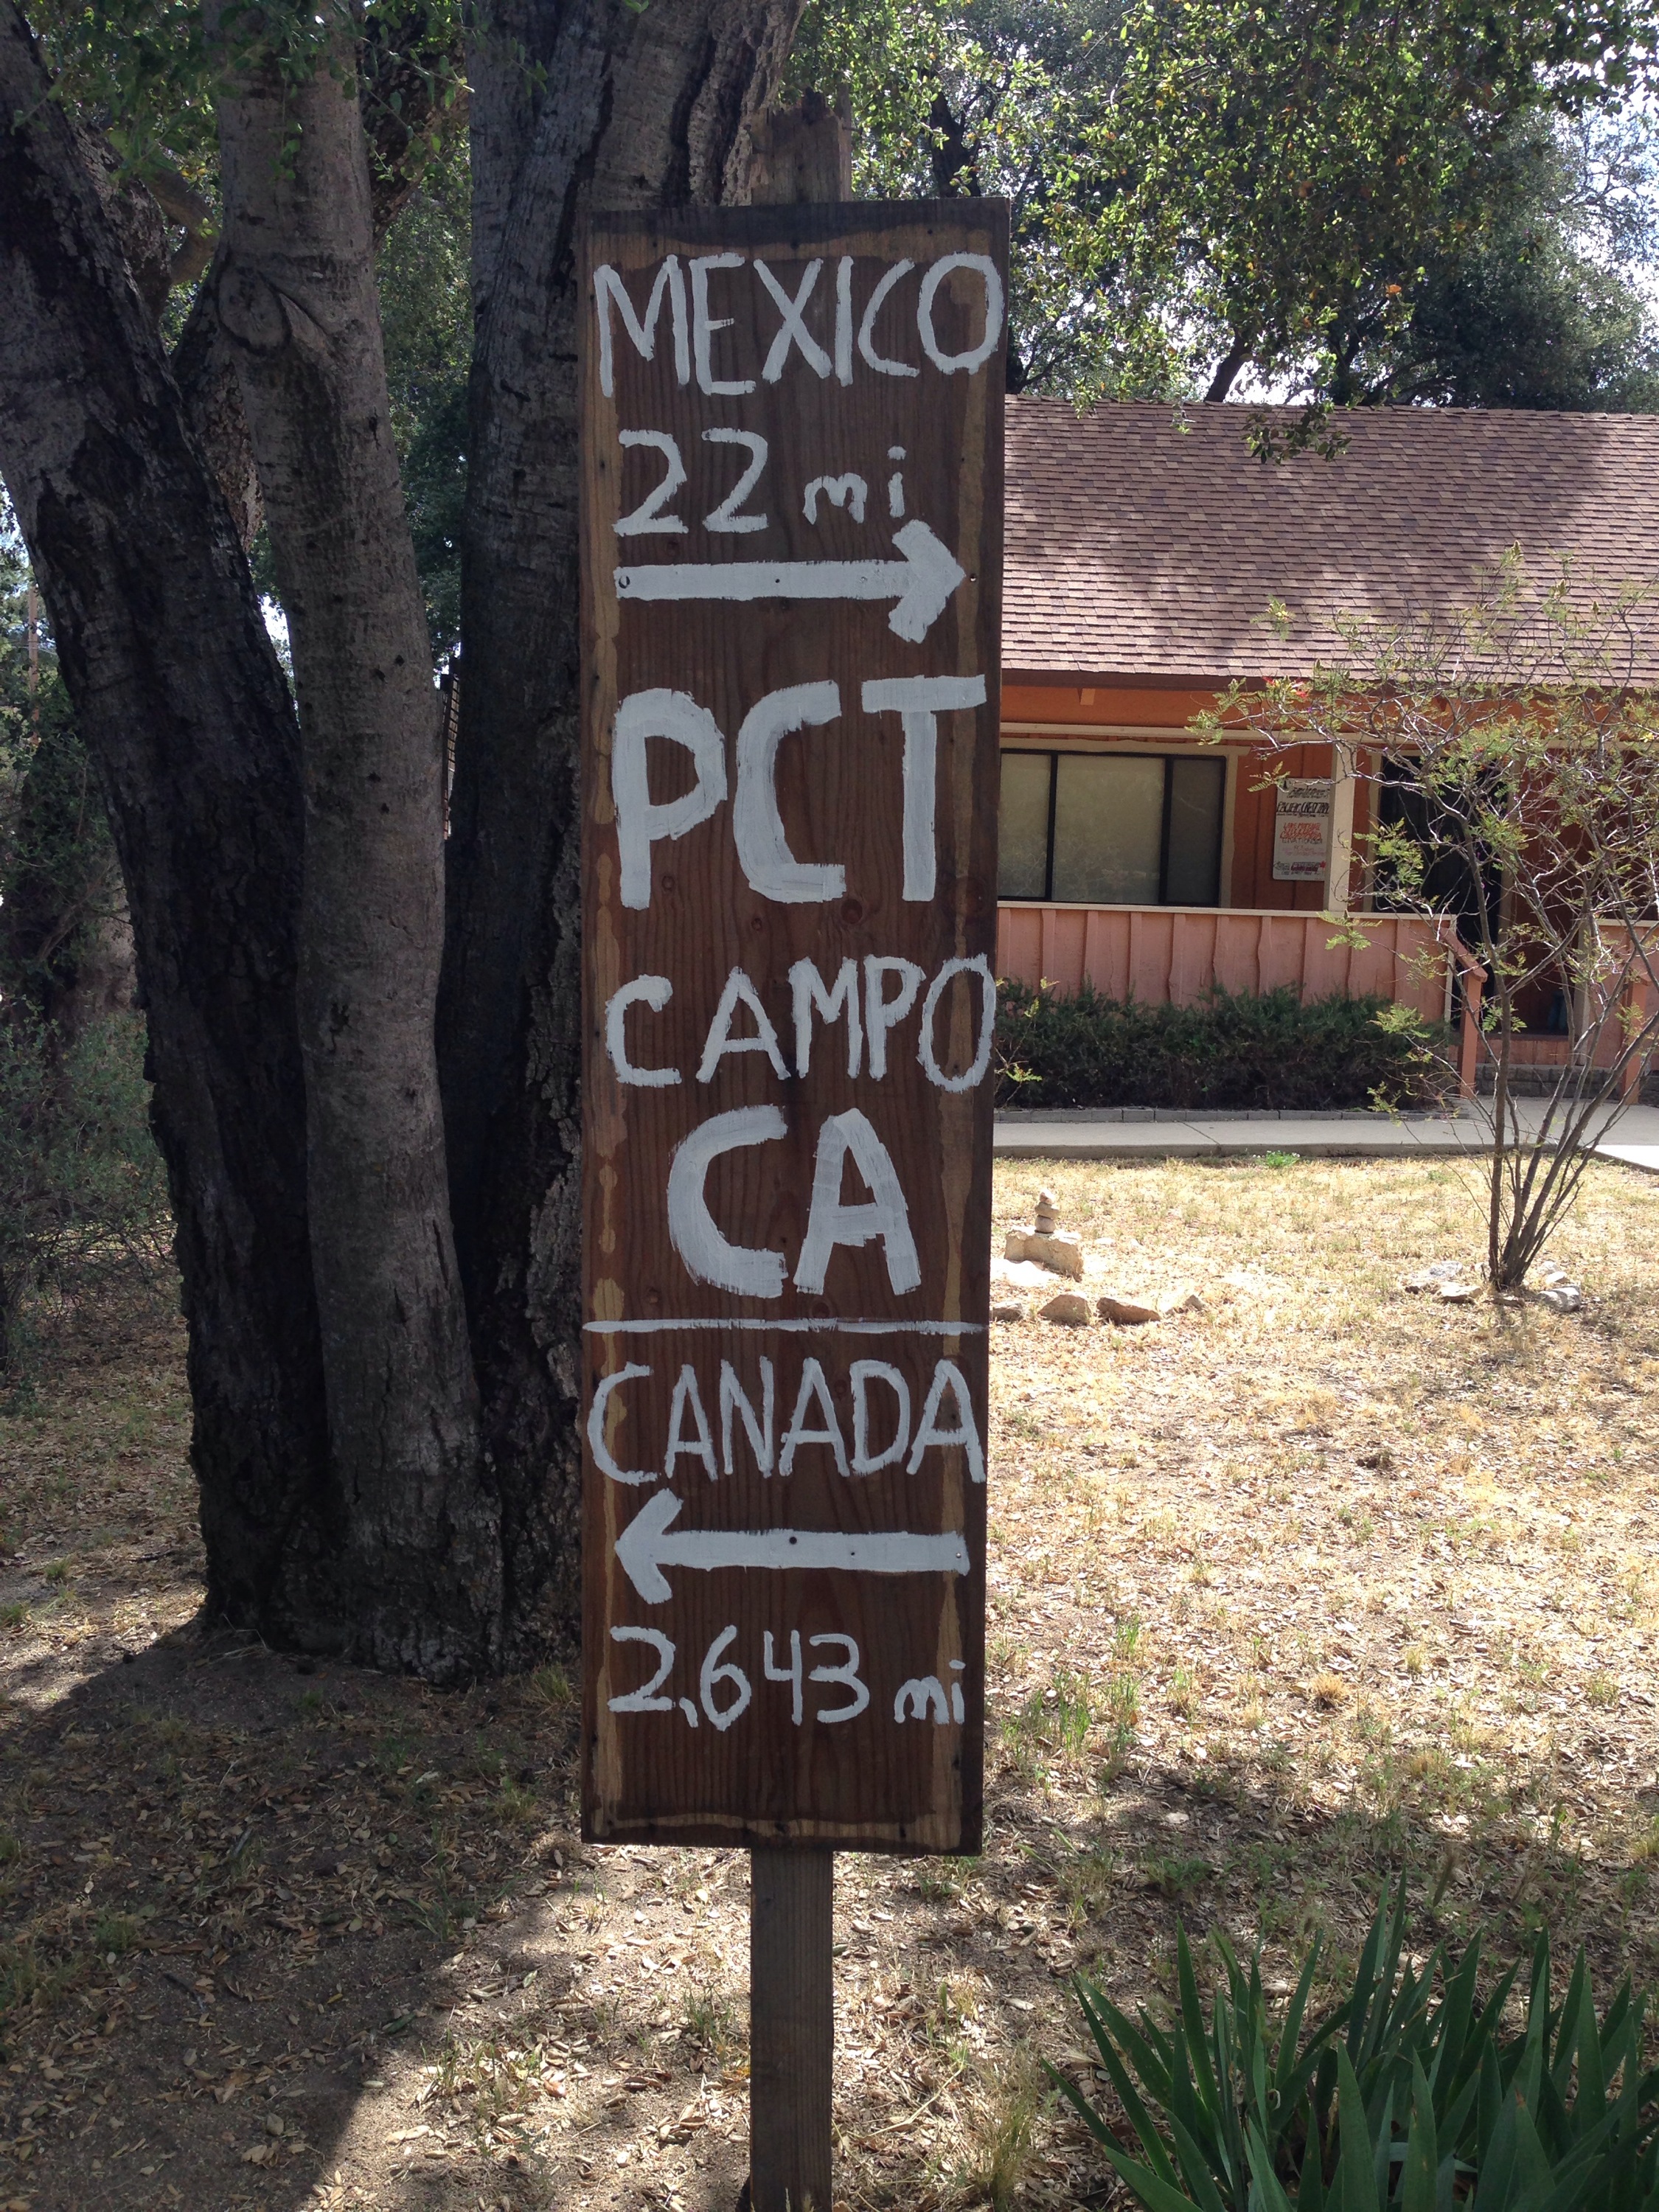 MEXICO
22 mi
PCT
CAMPO
CA
CANADA
2,643 mi